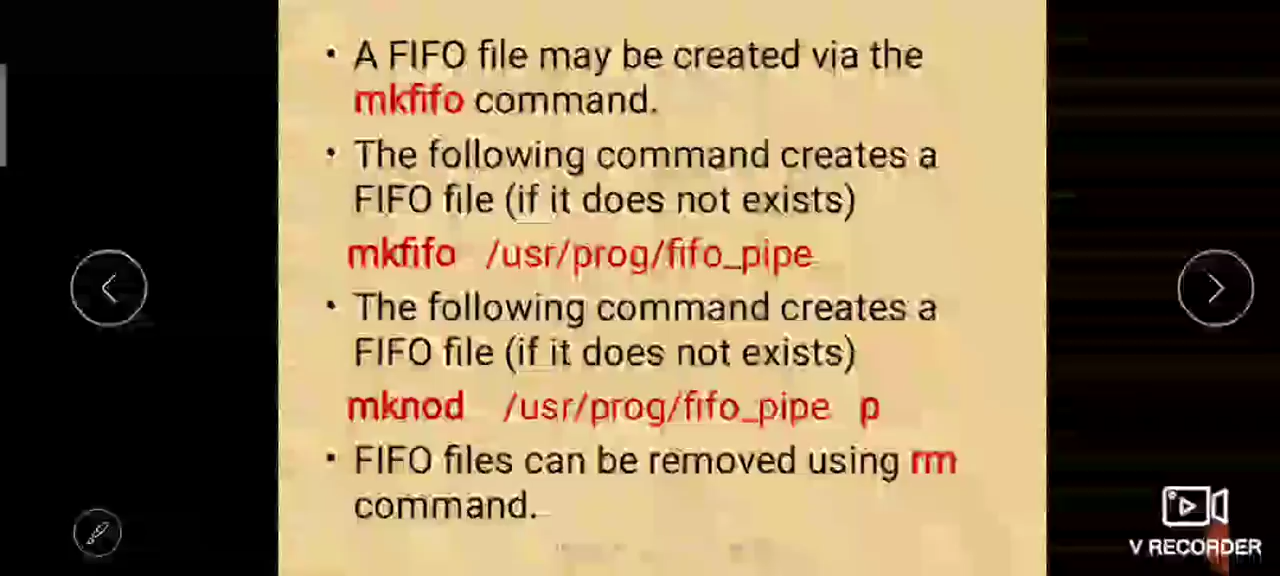 • A FIFO file may be created via the
mkfifo command.
• The following command creates a
FIFO file (if it does not exists)
mkfifo /usr/prog/fifo_pipe
• The following command creates a
FIFO file (if it does not exists)
mknod /usr/prog/fifo_pipe p
• FIFO files can be removed using rm
command.
V RECORDER